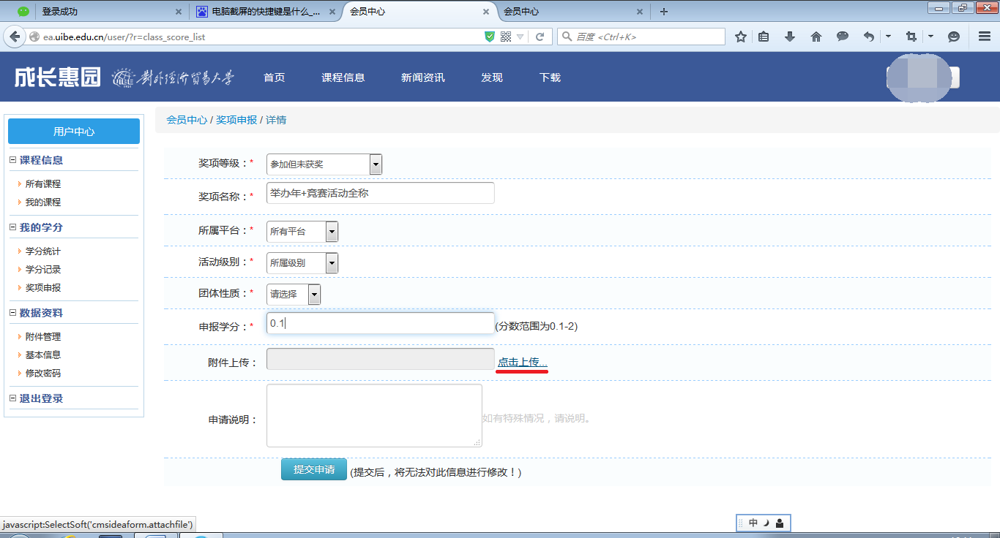 登录成功
电脑截屏的快捷键是什么_...
会员中心
会员中心
ea.uibe.edu.cn/user/?r=class_score_list
百度 <Ctrl+K>
成长惠园
UIBE
1951
對外經濟貿易大學
首页
课程信息
新闻资讯
发现
下载
用户中心
课程信息
所有课程
我的课程
我的学分
学分统计
学分记录
奖项申报
数据资料
附件管理
基本信息
修改密码
退出登录
会员中心 / 奖项申报 / 详情
奖项等级：* 参加但未获奖
奖项名称：* 举办年+竞赛活动全称
所属平台：* 所有平台
活动级别：* 所属级别
团体性质：* 请选择
申报学分：* 0.1 (分数范围为0.1-2)
附件上传： 点击上传...
申请说明： 如有特殊情况，请说明。
提交申请 (提交后，将无法对此信息进行修改！)
javascript:SelectSoft('cmsideaform.attachfile')
中